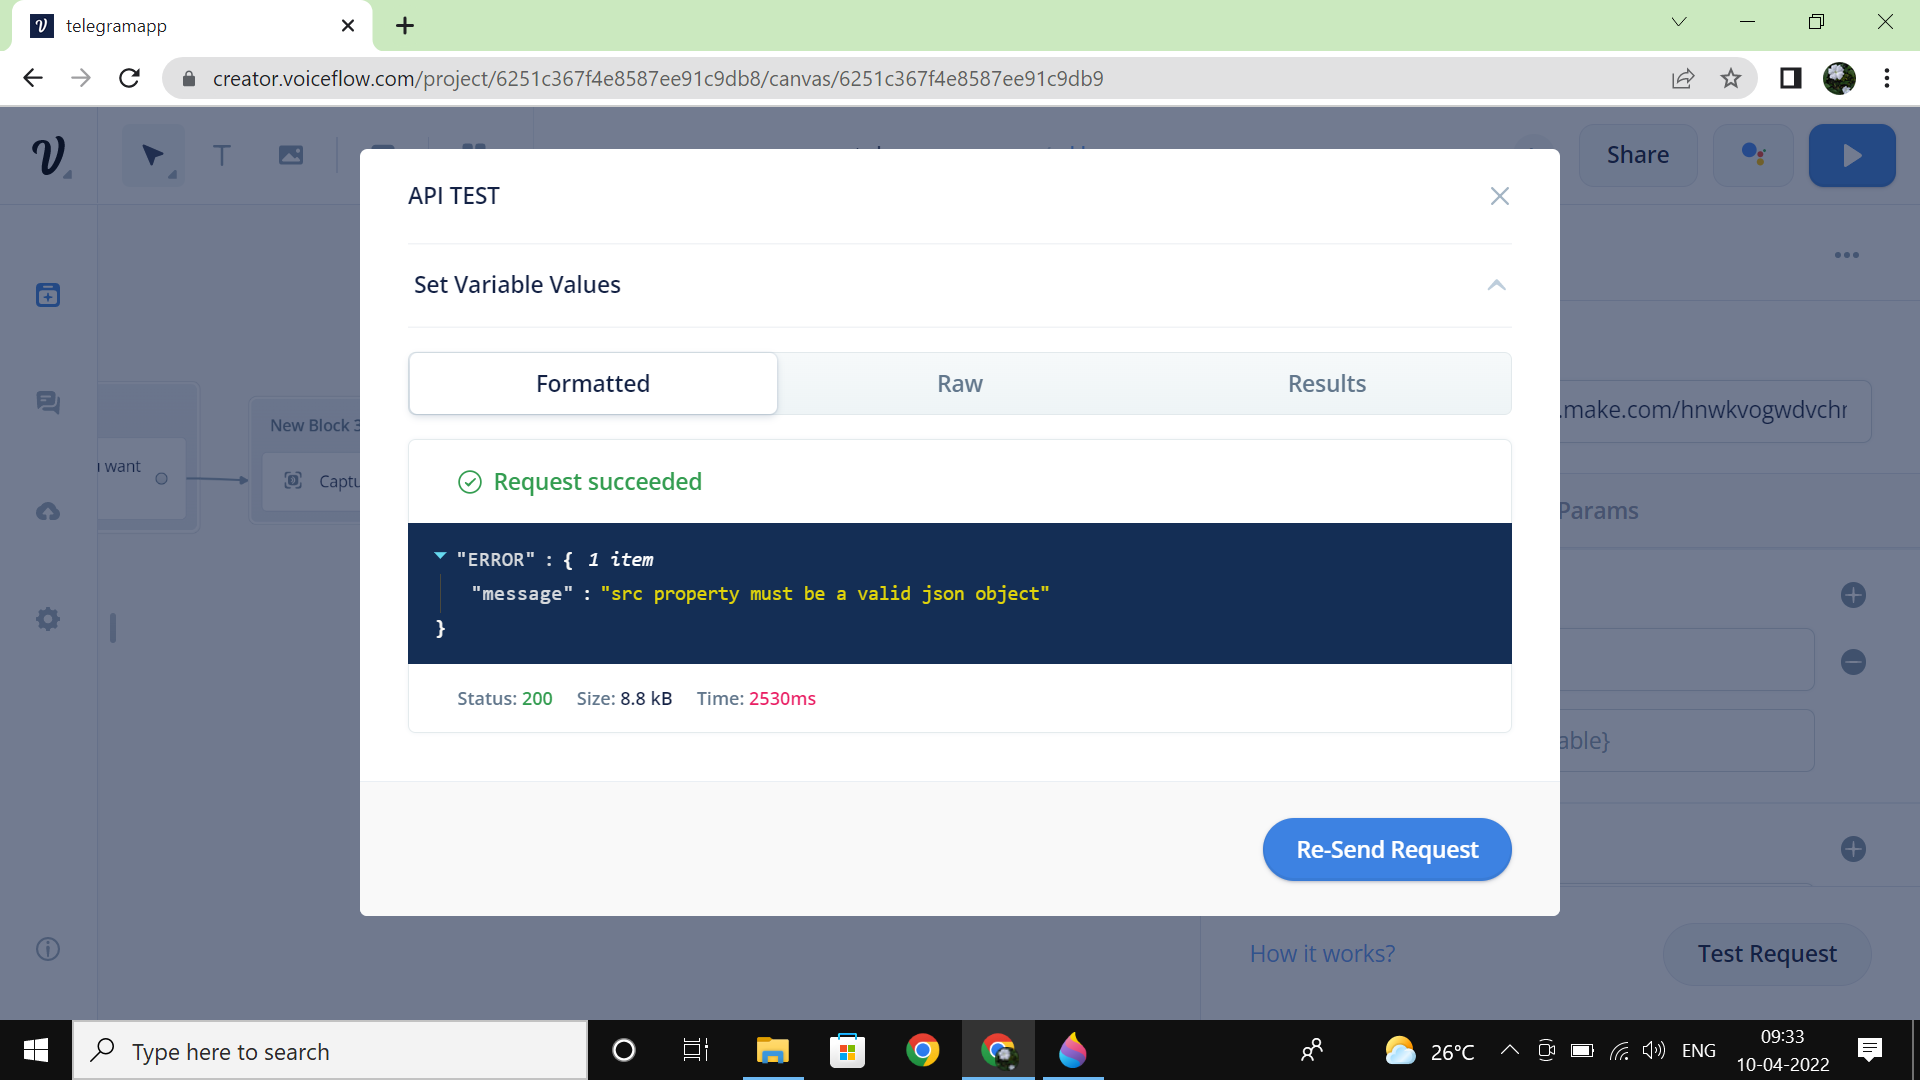 telegramapp
creator.voiceflow.com/project/6251c367f4e8587ee91c9db8/canvas/6251c367f4e8587ee91c9db9
T
Share
API TEST
Set Variable Values
Formatted
Raw
Results
.make.com/hnwkvogwdvchr
New Block 3
u want
Captu
Request succeeded
Params
"ERROR" : { 1 item
"message" : "src property must be a valid json object"
}
Status: 200 Size: 8.8 kB Time: 2530ms
able}
Re-Send Request
How it works?
Test Request
Type here to search
26°C
ENG
09:33
10-04-2022